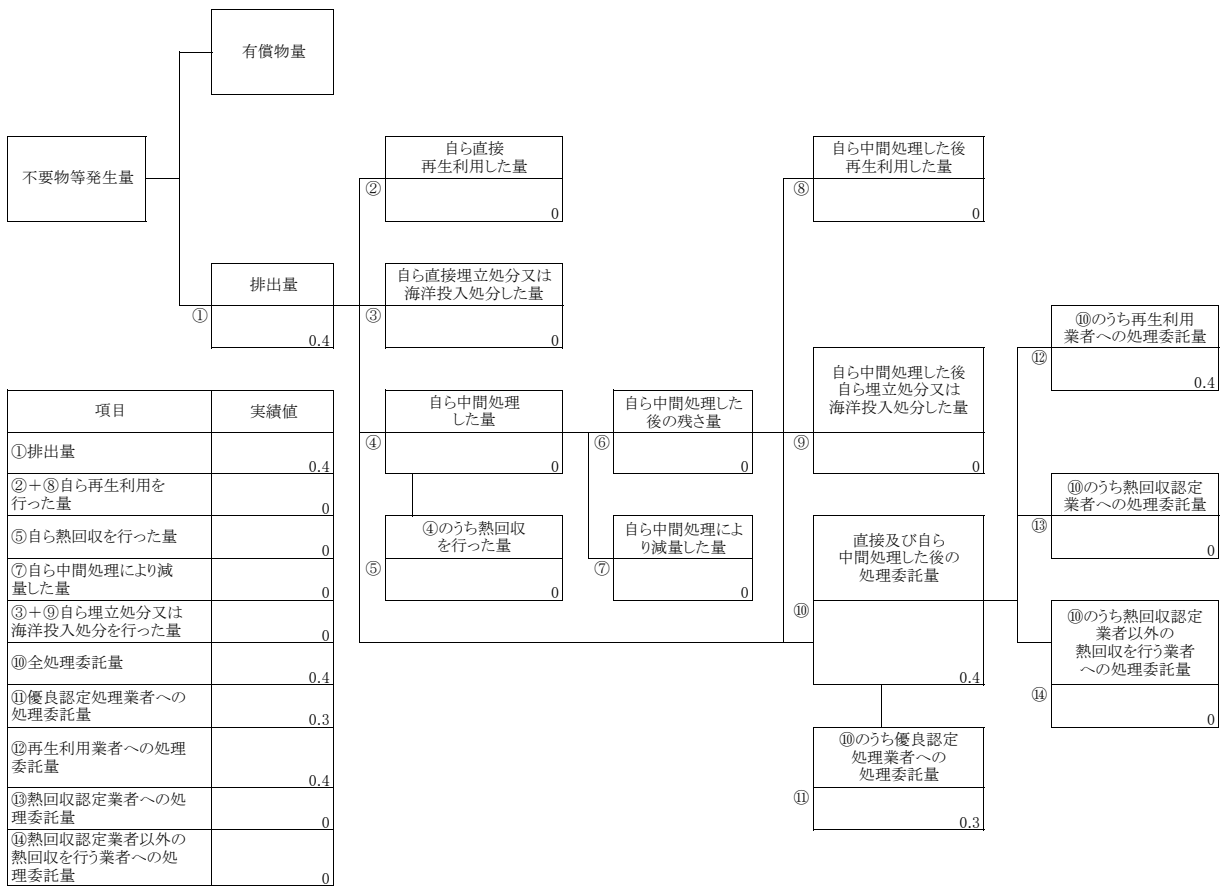 有償物量
不要物等発生量
排出量
①
0.4
自ら直接
再生利用した量
②
0
自ら直接埋立処分又は
海洋投入処分した量
③
0
自ら中間処理
した量
④
0
④のうち熱回収
を行った量
⑤
0
自ら中間処理した
後の残さ量
⑥
0
自ら中間処理によ
り減量した量
⑦
0
自ら中間処理した後
再生利用した量
⑧
0
自ら中間処理した後
自ら埋立処分又は
海洋投入処分した量
⑨
0
直接及び自ら
中間処理した後の
処理委託量
⑩
0.4
⑩のうち優良認定
処理業者への
処理委託量
⑪
0.3
⑩のうち再生利用
業者への処理委託量
⑫
0.4
⑩のうち熱回収認定
業者への処理委託量
⑬
0
⑩のうち熱回収認定
業者以外の
熱回収を行う業者
への処理委託量
⑭
0
項目 実績値
①排出量
0.4
②+⑧自ら再生利用を
行った量
0
⑤自ら熱回収を行った量
0
⑦自ら中間処理により減
量した量
0
③+⑨自ら埋立処分又は
海洋投入処分を行った量
0
⑩全処理委託量
0.4
⑪優良認定処理業者への
処理委託量
0.3
⑫再生利用業者への処理
委託量
0.4
⑬熱回収認定業者への処
理委託量
0
⑭熱回収認定業者以外の
熱回収を行う業者への処
理委託量
0